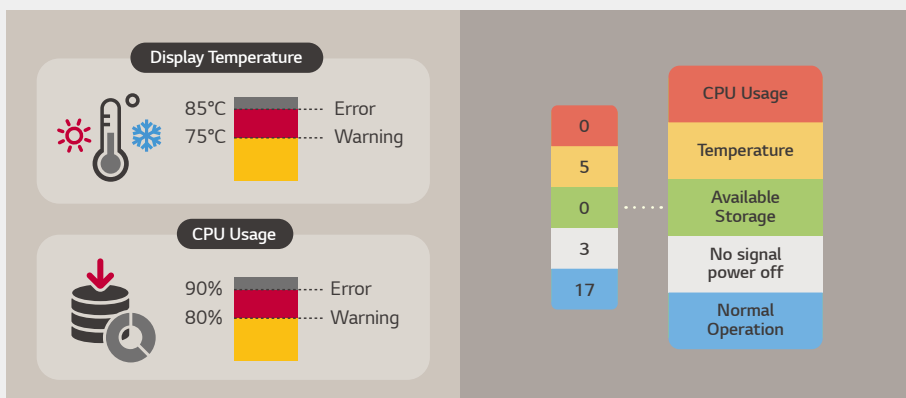 Display Temperature
85°C Error
75°C Warning
CPU Usage
90% Error
80% Warning
0
5
0
3
17
CPU Usage
Temperature
Available
Storage
No signal
power off
Normal
Operation